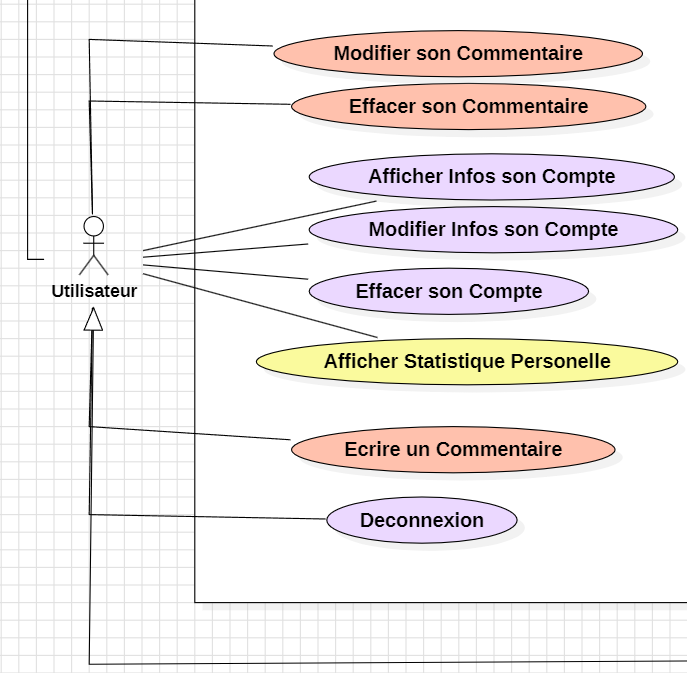 Modifier son Commentaire
Effacer son Commentaire
Afficher Infos son Compte
Modifier Infos son Compte
Effacer son Compte
Utilisateur
Afficher Statistique Personelle
Ecrire un Commentaire
Deconnexion